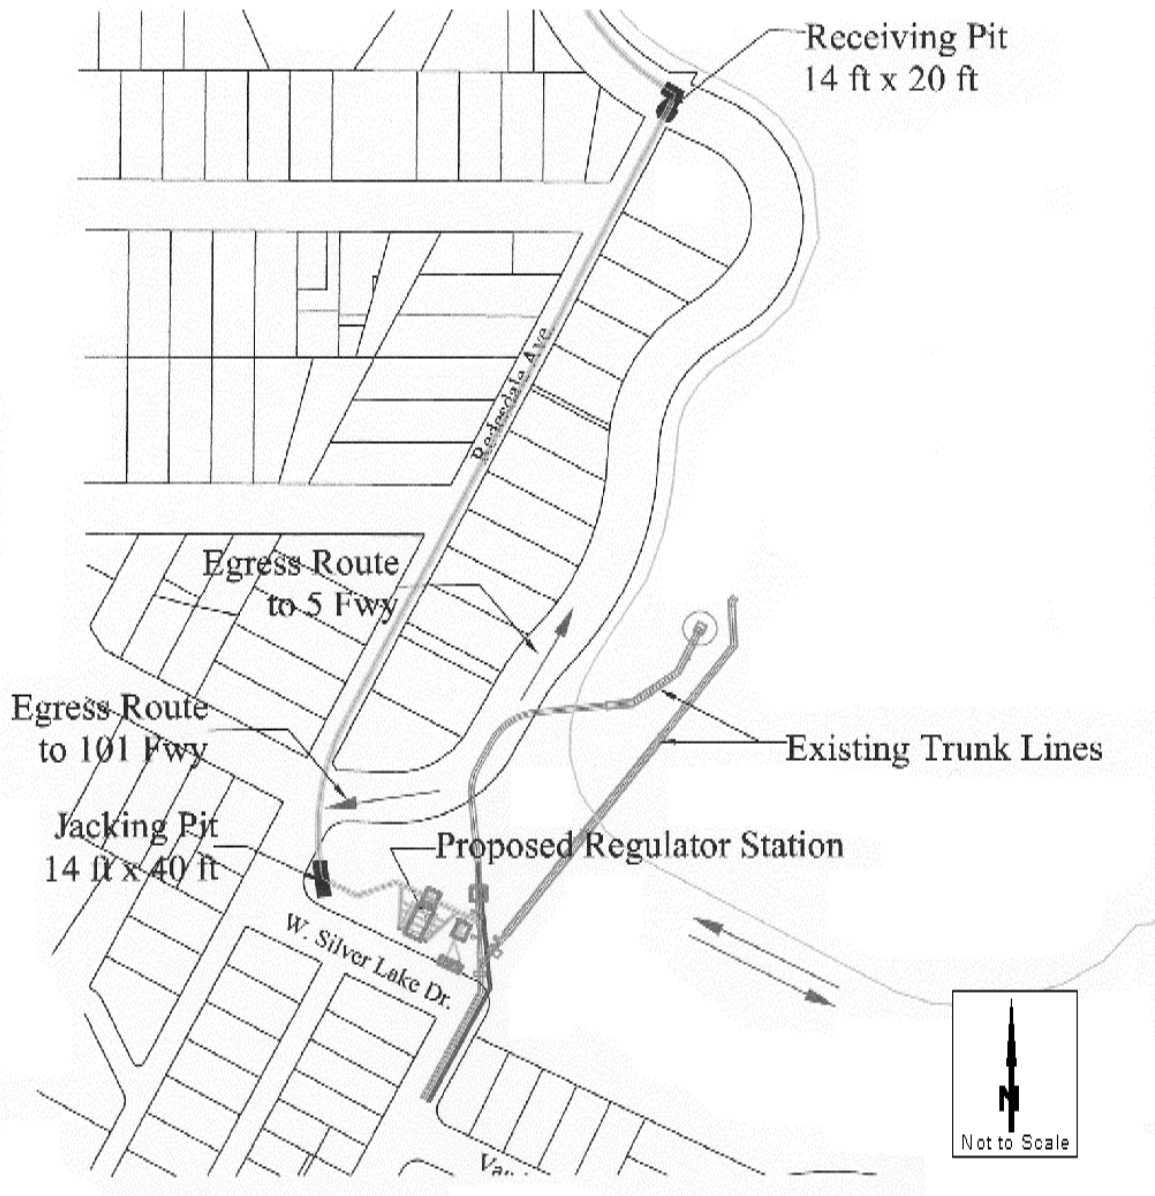 Receiving Pit
14 ft x 20 ft
Redesdale Ave.
Egress Route
to 5 Fwy
Egress Route
to 101 Fwy
Existing Trunk Lines
Jacking Pit
14 ft x 40 ft
Proposed Regulator Station
W. Silver Lake Dr.
N
Not to Scale